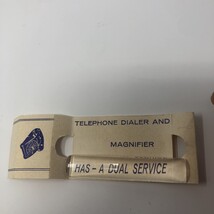 TELEPHONE DIALER AND
MAGNIFIER
HAS - A DUAL SERVICE